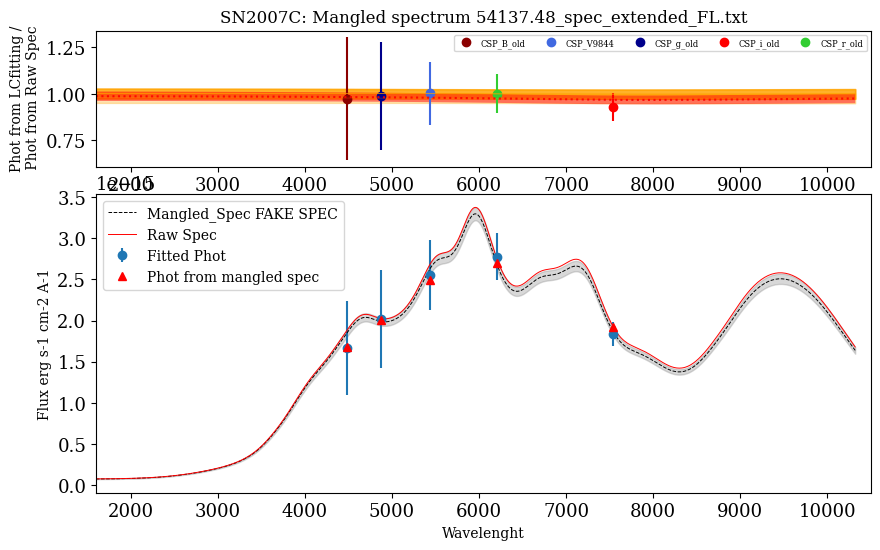 SN2007C: Mangled spectrum 54137.48_spec_extended_FL.txt
Phot from LCfitting /
Phot from Raw Spec
1.25
1.00
0.75
CSP_B_old
CSP_V9844
CSP_g_old
CSP_i_old
CSP_r_old
2000
3000
4000
5000
6000
7000
8000
9000
10000
1e−15
Flux erg s-1 cm-2 A-1
3.5
3.0
2.5
2.0
1.5
1.0
0.5
0.0
Mangled_Spec FAKE SPEC
Raw Spec
Fitted Phot
Phot from mangled spec
2000
3000
4000
5000
6000
7000
8000
9000
10000
Wavelenght